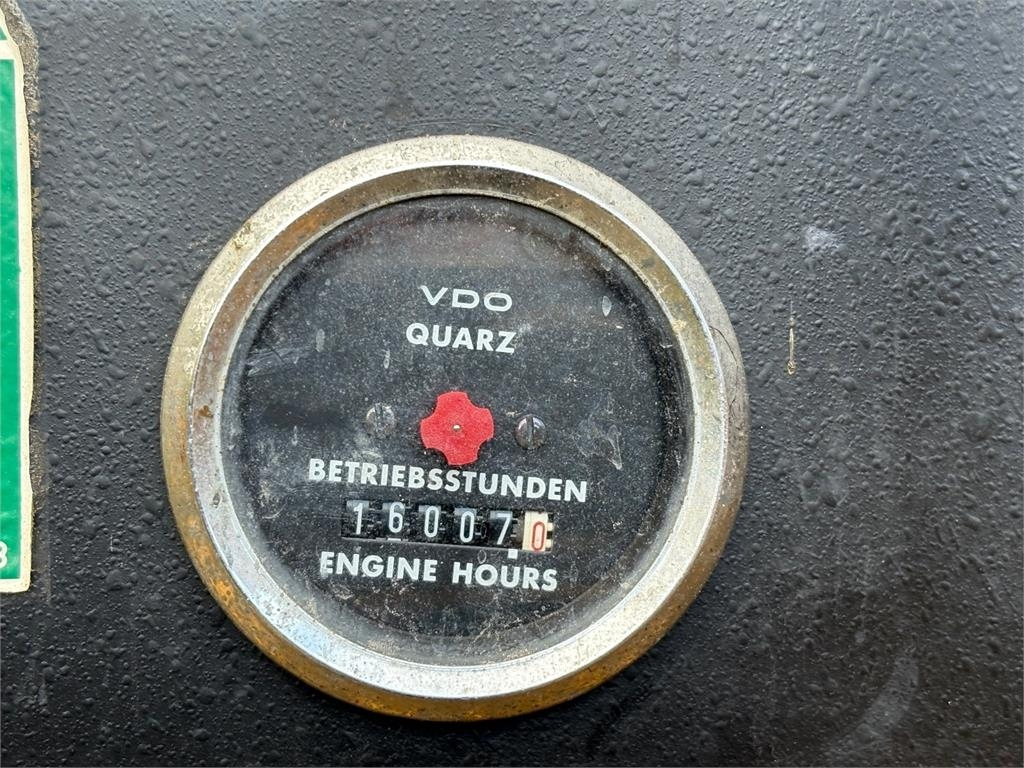 VDO
QUARZ
BETRIEBSSTUNDEN
160070
ENGINE HOURS